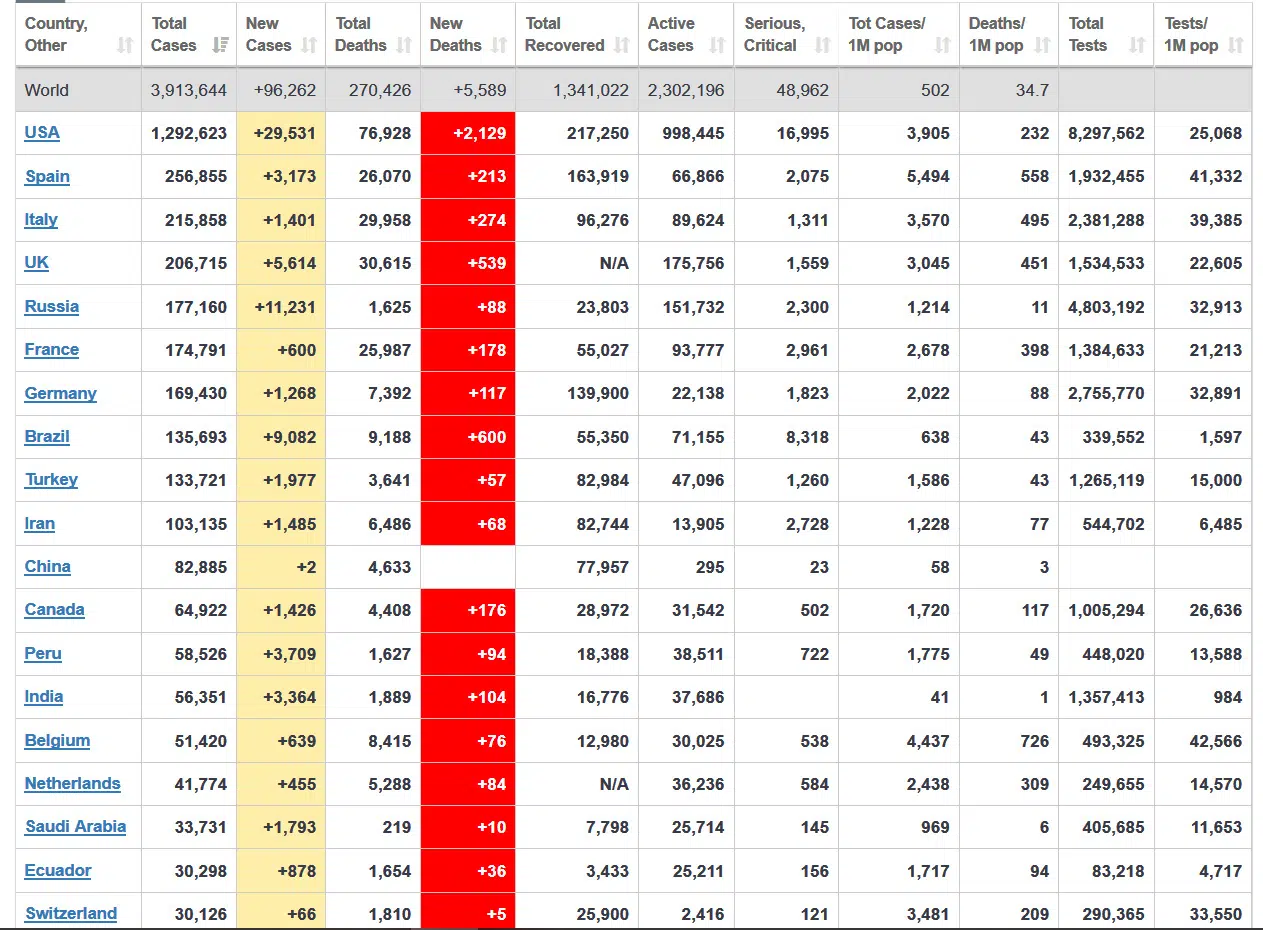 Country, Other Total Cases New Cases Total Deaths New Deaths Total Recovered Active Cases Serious, Critical Tot Cases/ 1M pop Deaths/ 1M pop Total Tests Tests/ 1M pop
World 3,913,644 +96,262 270,426 +5,589 1,341,022 2,302,196 48,962 502 34.7
USA 1,292,623 +29,531 76,928 +2,129 217,250 998,445 16,995 3,905 232 8,297,562 25,068
Spain 256,855 +3,173 26,070 +213 163,919 66,866 2,075 5,494 558 1,932,455 41,332
Italy 215,858 +1,401 29,958 +274 96,276 89,624 1,311 3,570 495 2,381,288 39,385
UK 206,715 +5,614 30,615 +539 N/A 175,756 1,559 3,045 451 1,534,533 22,605
Russia 177,160 +11,231 1,625 +88 23,803 151,732 2,300 1,214 11 4,803,192 32,913
France 174,791 +600 25,987 +178 55,027 93,777 2,961 2,678 398 1,384,633 21,213
Germany 169,430 +1,268 7,392 +117 139,900 22,138 1,823 2,022 88 2,755,770 32,891
Brazil 135,693 +9,082 9,188 +600 55,350 71,155 8,318 638 43 339,552 1,597
Turkey 133,721 +1,977 3,641 +57 82,984 47,096 1,260 1,586 43 1,265,119 15,000
Iran 103,135 +1,485 6,486 +68 82,744 13,905 2,728 1,228 77 544,702 6,485
China 82,885 +2 4,633 77,957 295 23 58 3
Canada 64,922 +1,426 4,408 +176 28,972 31,542 502 1,720 117 1,005,294 26,636
Peru 58,526 +3,709 1,627 +94 18,388 38,511 722 1,775 49 448,020 13,588
India 56,351 +3,364 1,889 +104 16,776 37,686 41 1 1,357,413 984
Belgium 51,420 +639 8,415 +76 12,980 30,025 538 4,437 726 493,325 42,566
Netherlands 41,774 +455 5,288 +84 N/A 36,236 584 2,438 309 249,655 14,570
Saudi Arabia 33,731 +1,793 219 +10 7,798 25,714 145 969 6 405,685 11,653
Ecuador 30,298 +878 1,654 +36 3,433 25,211 156 1,717 94 83,218 4,717
Switzerland 30,126 +66 1,810 +5 25,900 2,416 121 3,481 209 290,365 33,550